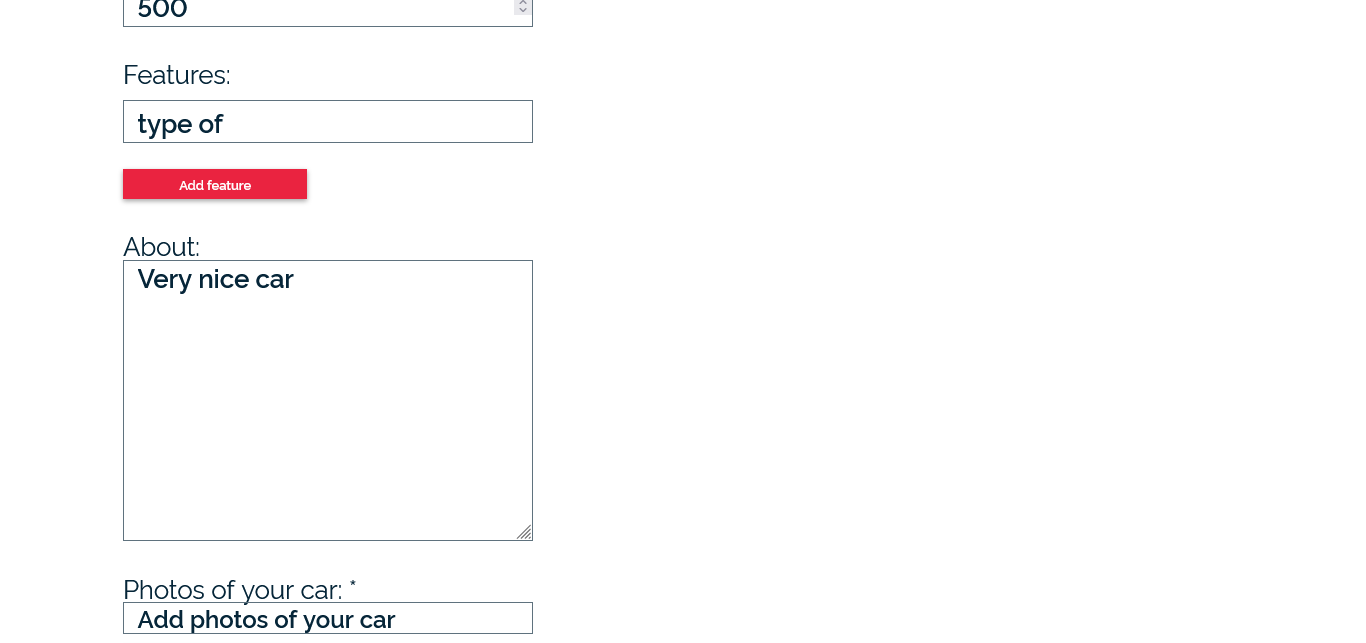 500
Features:
type of
Add feature
About:
Very nice car
Photos of your car: *
Add photos of your car